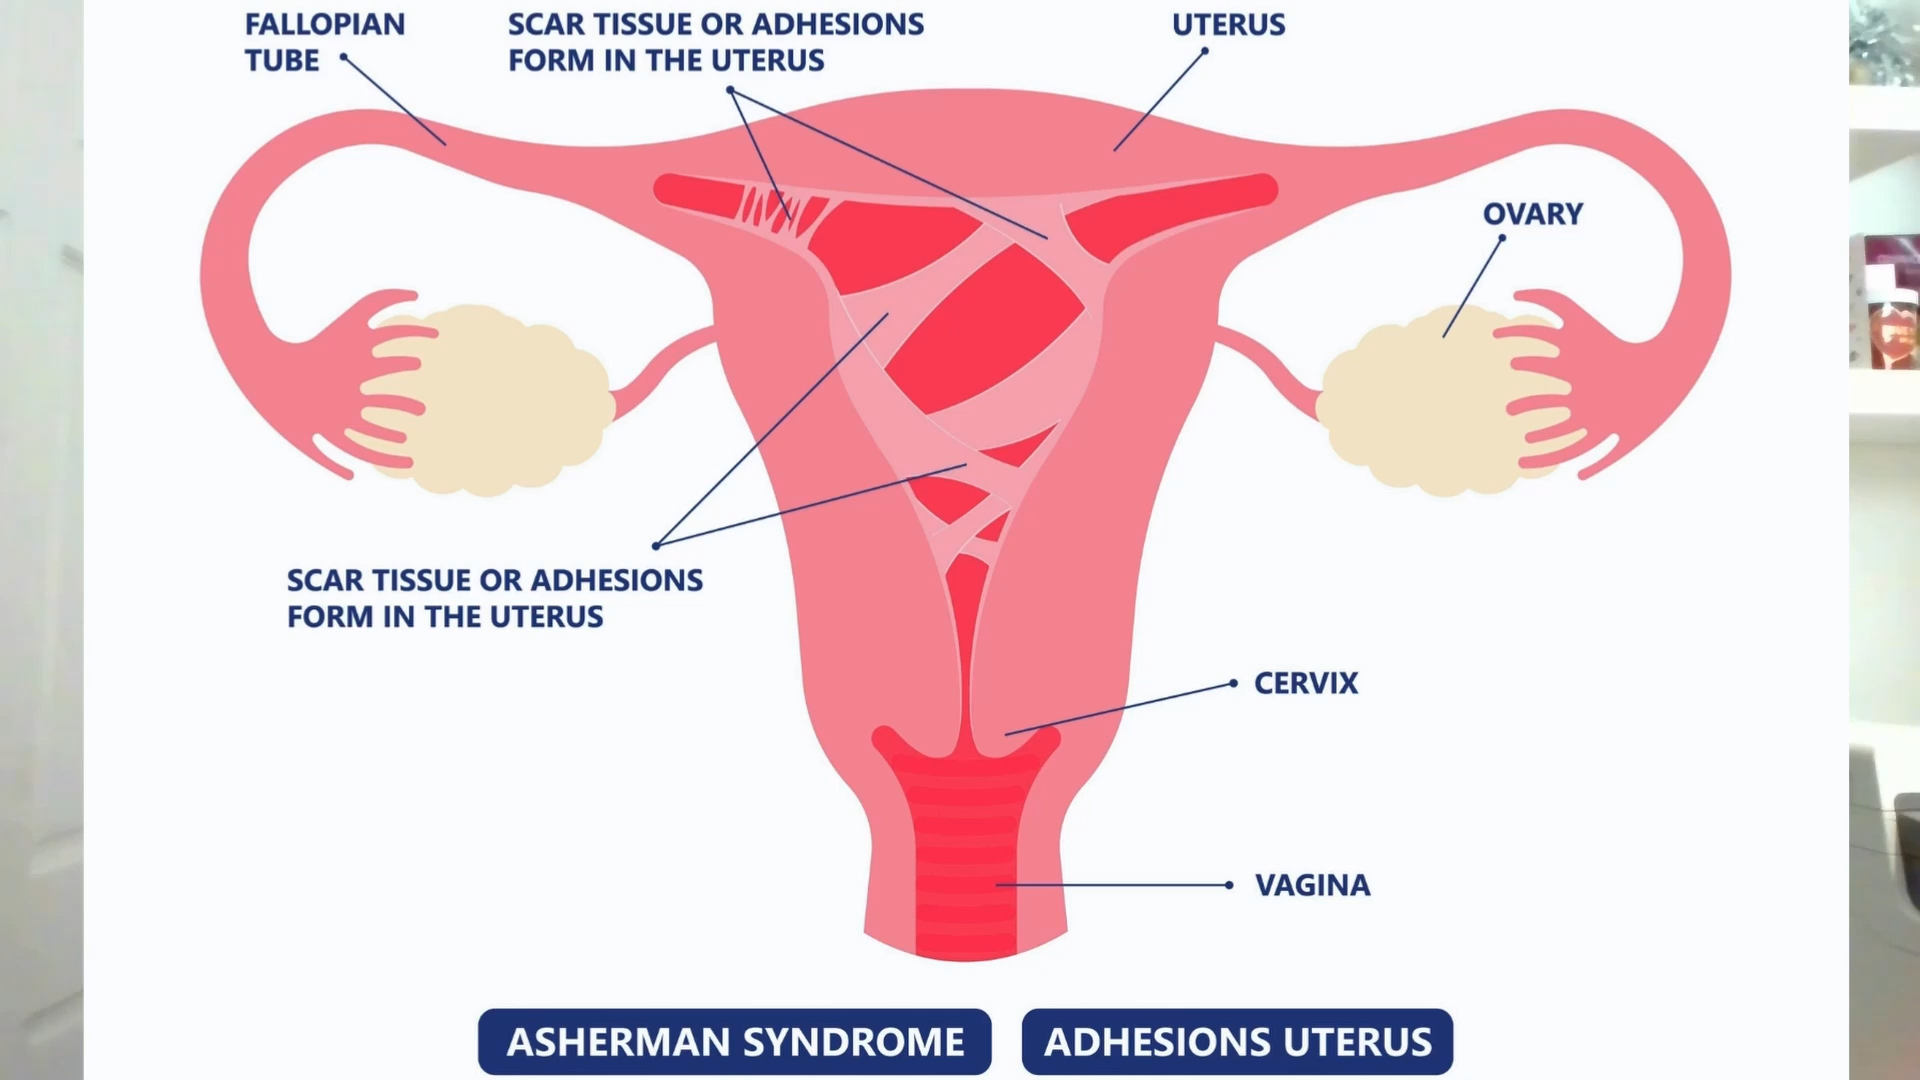 FALLOPIAN
TUBE
SCAR TISSUE OR ADHESIONS
FORM IN THE UTERUS
UTERUS
OVARY
SCAR TISSUE OR ADHESIONS
FORM IN THE UTERUS
CERVIX
VAGINA
ASHERMAN SYNDROME
ADHESIONS UTERUS